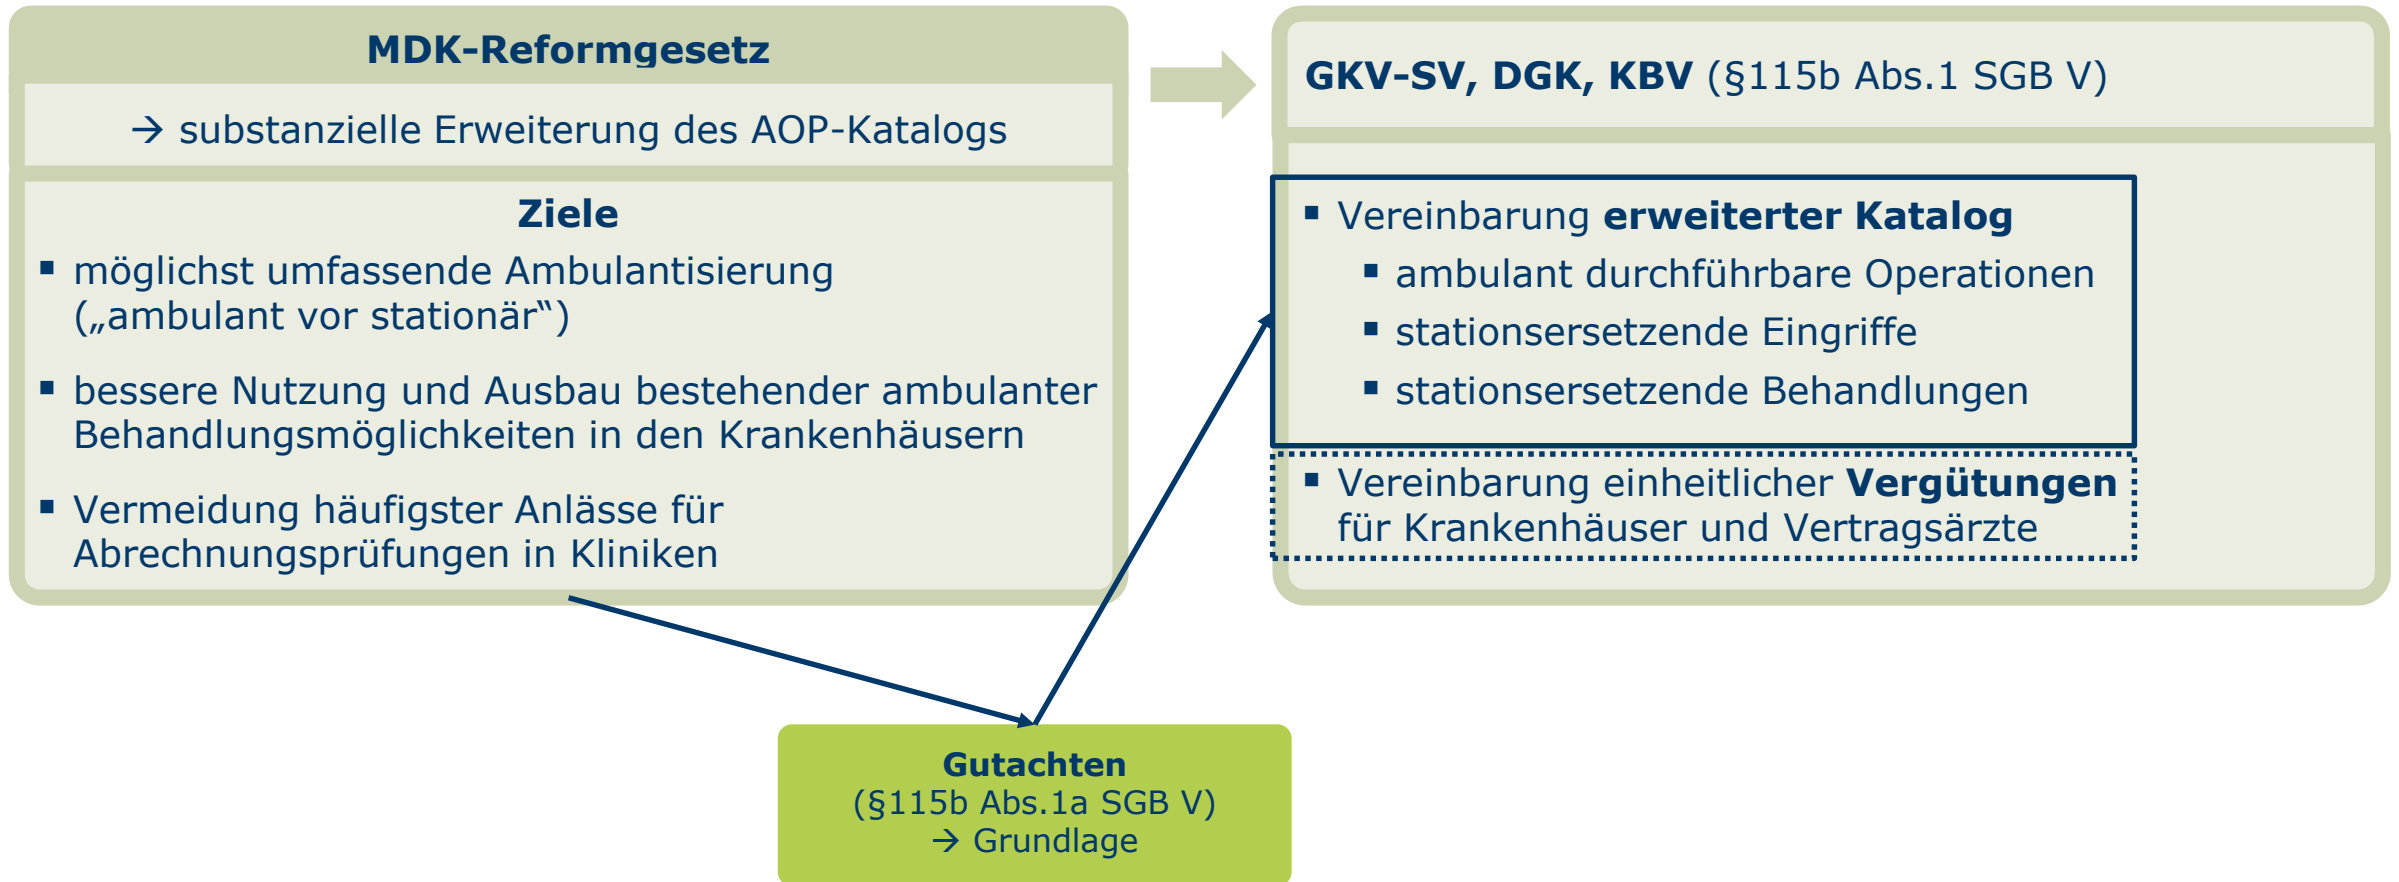 MDK-Reformgesetz
→ substanzielle Erweiterung des AOP-Katalogs
Ziele
▪ möglichst umfassende Ambulantisierung
(„ambulant vor stationär“)
▪ bessere Nutzung und Ausbau bestehender ambulanter
Behandlungsmöglichkeiten in den Krankenhäusern
▪ Vermeidung häufigster Anlässe für
Abrechnungsprüfungen in Kliniken
GKV-SV, DGK, KBV (§115b Abs.1 SGB V)
▪ Vereinbarung erweiterter Katalog
▪ ambulant durchführbare Operationen
▪ stationsersetzende Eingriffe
▪ stationsersetzende Behandlungen
▪ Vereinbarung einheitlicher Vergütungen
für Krankenhäuser und Vertragsärzte
Gutachten
(§115b Abs.1a SGB V)
→ Grundlage